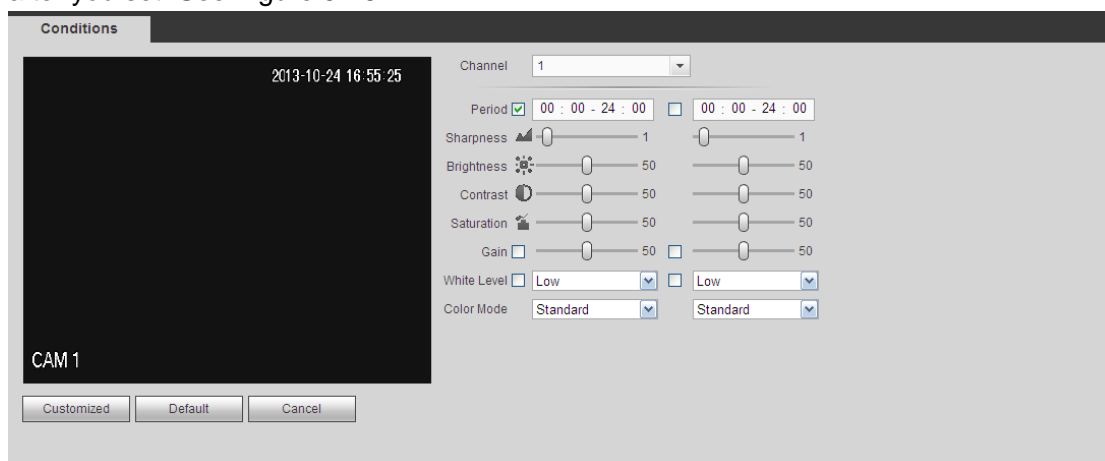 Conditions
2013-10-24 16:55:25
CAM 1
Customized Default Cancel
Channel 1
Period 00 : 00 - 24 : 00 00 : 00 - 24 : 00
Sharpness 1 1
Brightness 50 50
Contrast 50 50
Saturation 50 50
Gain 50 50
White Level Low Low
Color Mode Standard Standard